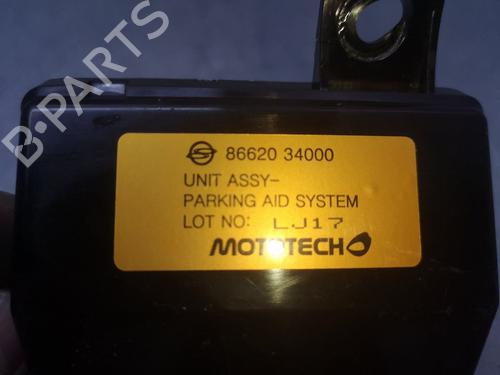 B·PARTS
86620 34000
UNIT ASSY-
PARKING AID SYSTEM
LOT NO: LJ17
MOTOTECH